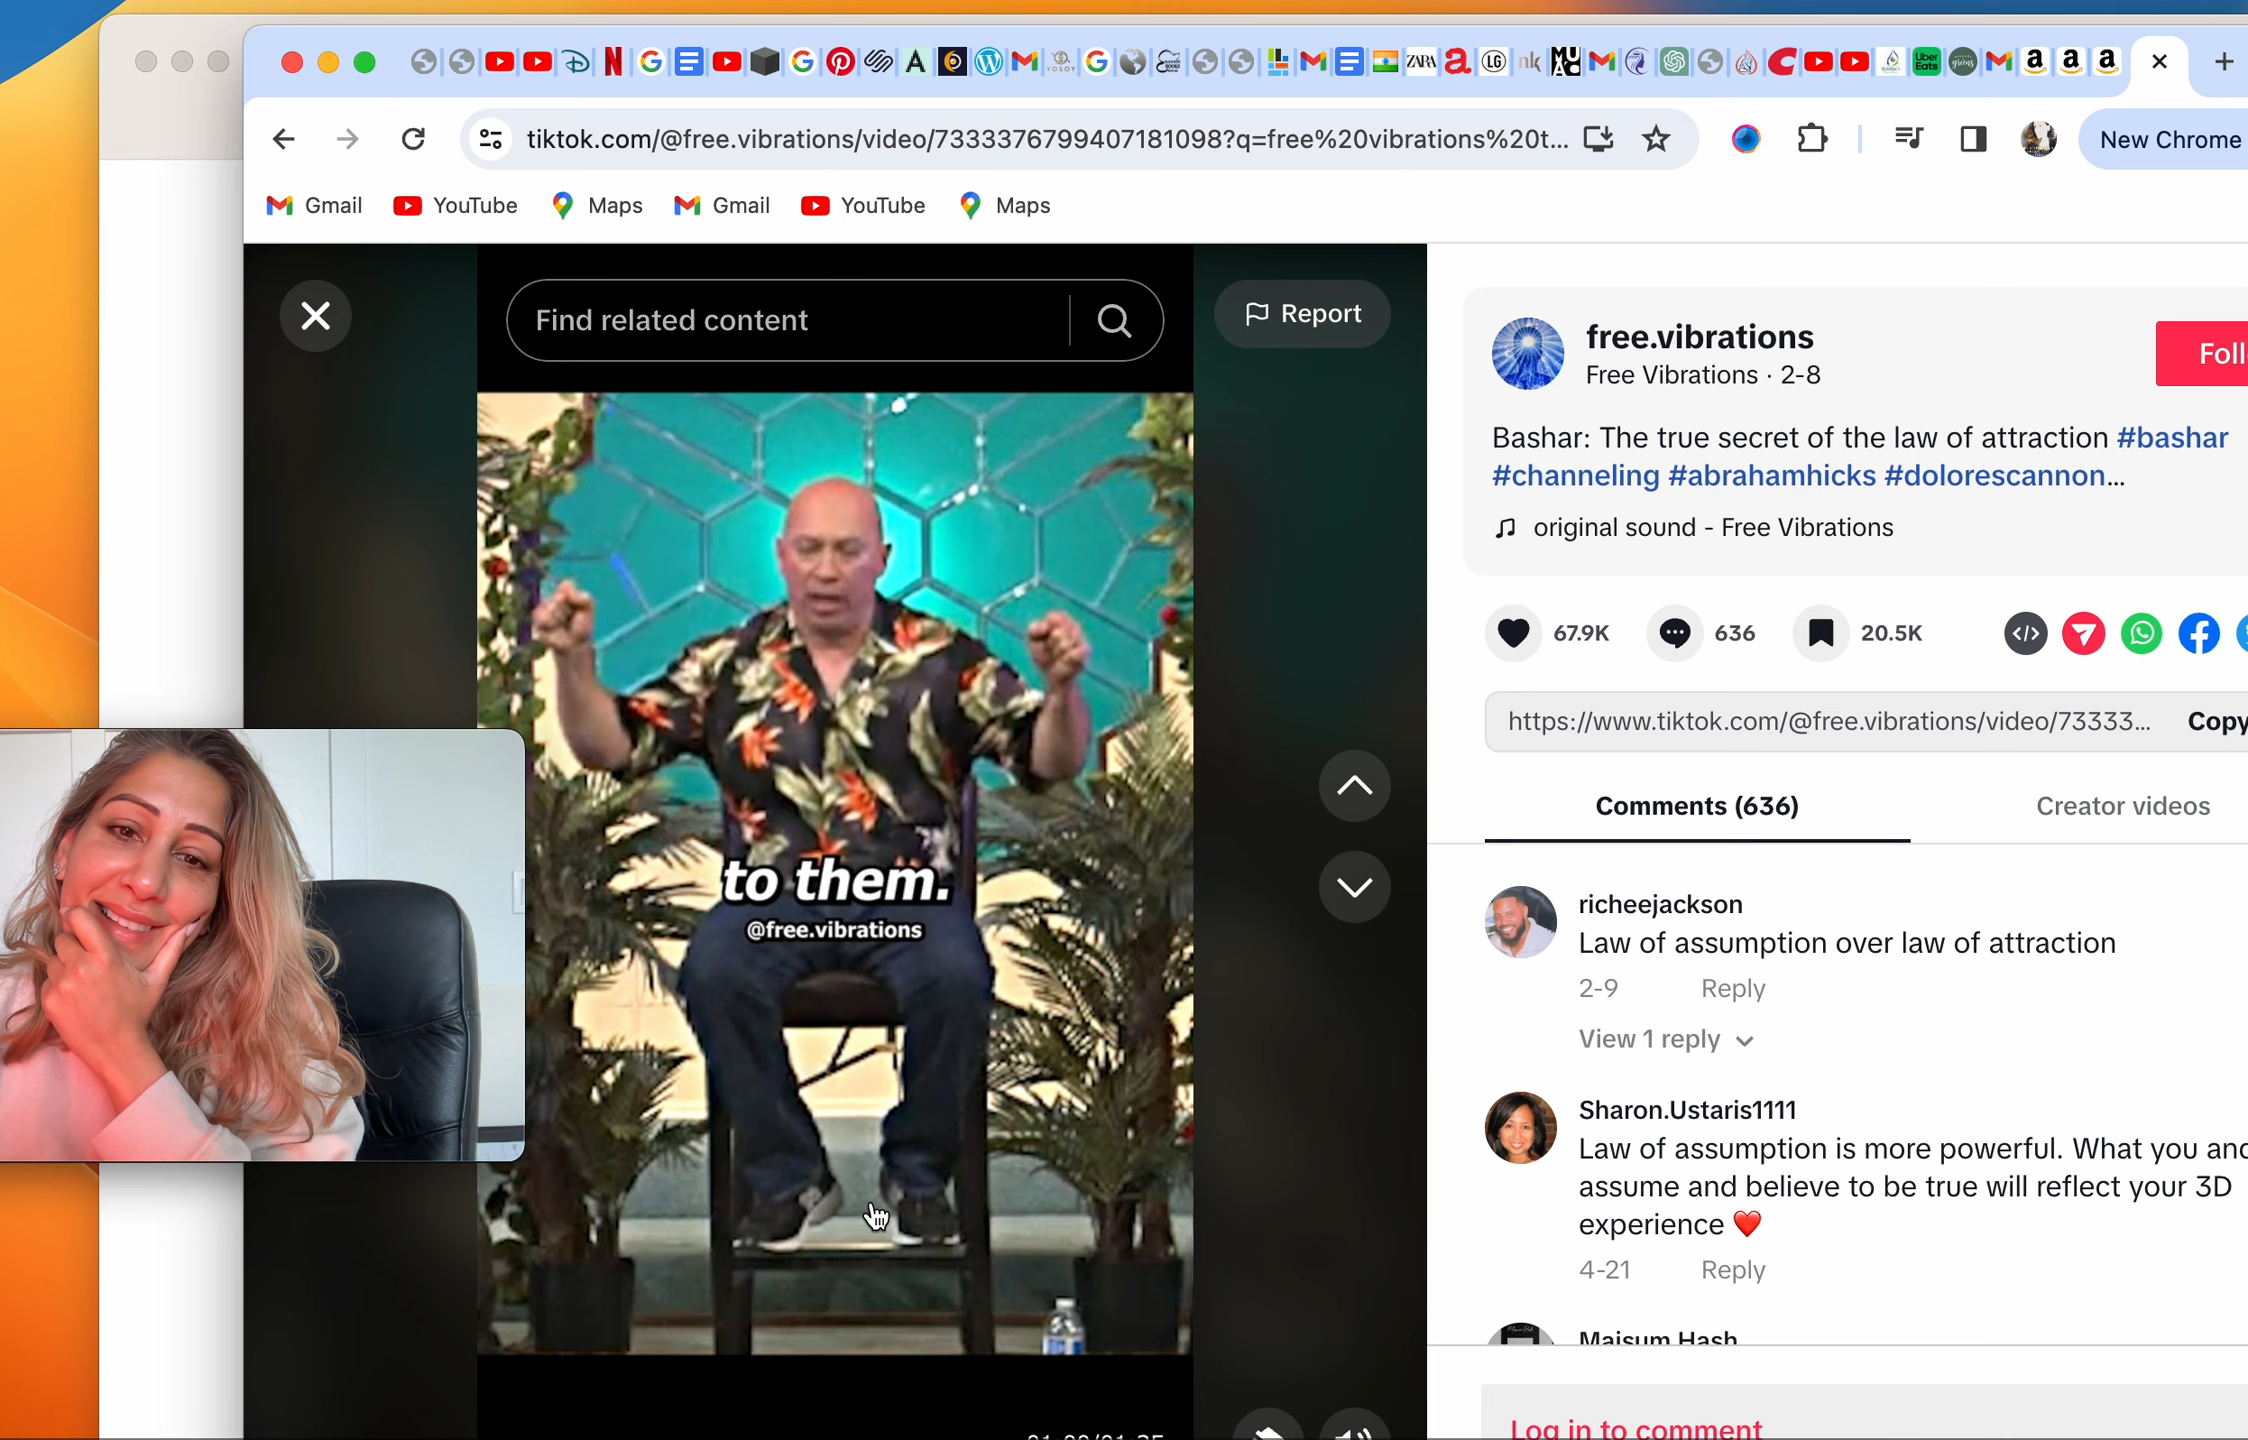 tiktok.com/@free.vibrations/video/7333376799407181098?q=free%20vibrations%20t...
New Chrome
Gmail YouTube Maps Gmail YouTube Maps
Find related content
Report
to them.
@free.vibrations
free.vibrations
Free Vibrations · 2-8
Foll
Bashar: The true secret of the law of attraction #bashar
#channeling #abrahamhicks #dolorescannon...
original sound - Free Vibrations
67.9K 636 20.5K
https://www.tiktok.com/@free.vibrations/video/73333... Copy
Comments (636) Creator videos
richeejackson
Law of assumption over law of attraction
2-9 Reply
View 1 reply
Sharon.Ustaris1111
Law of assumption is more powerful. What you and
assume and believe to be true will reflect your 3D
experience ❤️
4-21 Reply
Maisum Hash
Log in to comment